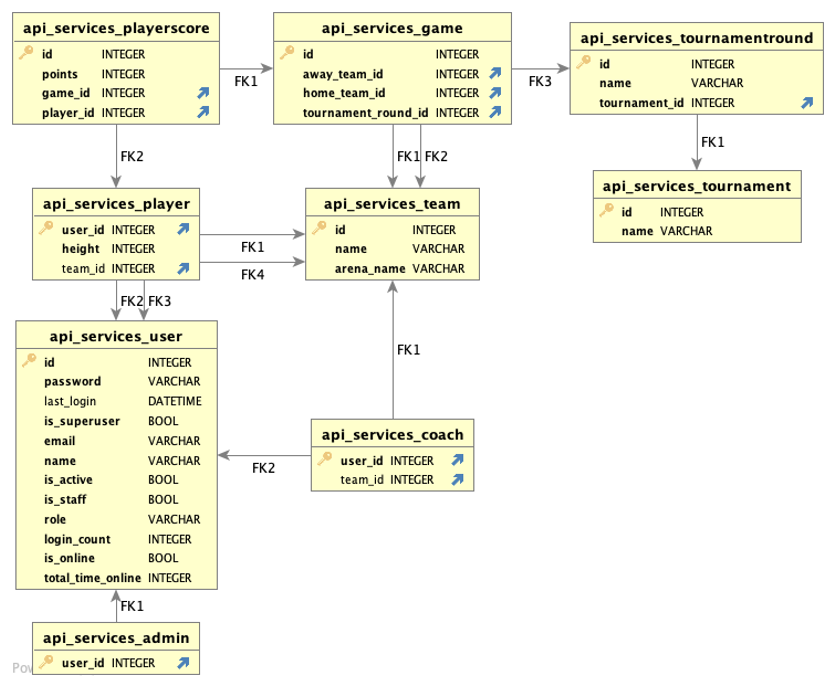 api_services_playerscore
id INTEGER
points INTEGER
game_id INTEGER
player_id INTEGER
FK1
api_services_game
id INTEGER
away_team_id INTEGER
home_team_id INTEGER
tournament_round_id INTEGER
FK3
api_services_tournamentround
id INTEGER
name VARCHAR
tournament_id INTEGER
FK2
FK1
FK2
FK1
api_services_player
user_id INTEGER
height INTEGER
team_id INTEGER
FK1
FK4
api_services_team
id INTEGER
name VARCHAR
arena_name VARCHAR
api_services_tournament
id INTEGER
name VARCHAR
FK2
FK3
api_services_user
id INTEGER
password VARCHAR
last_login DATETIME
is_superuser BOOL
email VARCHAR
name VARCHAR
is_active BOOL
is_staff BOOL
role VARCHAR
login_count INTEGER
is_online BOOL
total_time_online INTEGER
FK1
api_services_coach
user_id INTEGER
team_id INTEGER
FK2
FK1
api_services_admin
user_id INTEGER